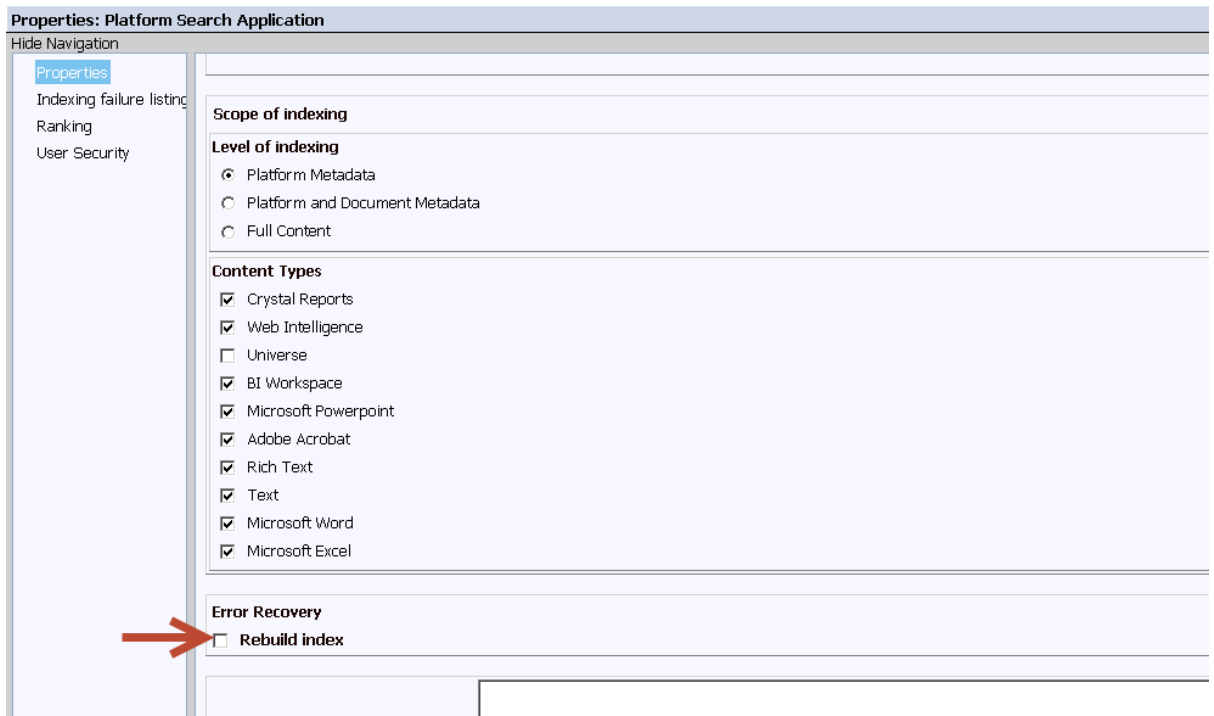 Properties: Platform Search Application
Hide Navigation
Properties
Indexing failure listing
Ranking
User Security
Scope of indexing
Level of indexing
Platform Metadata
Platform and Document Metadata
Full Content
Content Types
Crystal Reports
Web Intelligence
Universe
BI Workspace
Microsoft Powerpoint
Adobe Acrobat
Rich Text
Text
Microsoft Word
Microsoft Excel
Error Recovery
Rebuild index